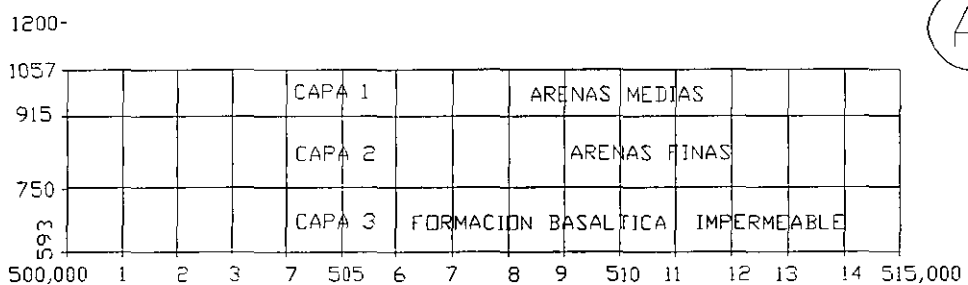 1200-
A
1057
CAPA 1 ARENAS MEDIAS
915
CAPA 2 ARENAS FINAS
750
CAPA 3 FORMACION BASALTICA IMPERMEABLE
593
500,000 1 2 3 7 505 6 7 8 9 510 11 12 13 14 515,000